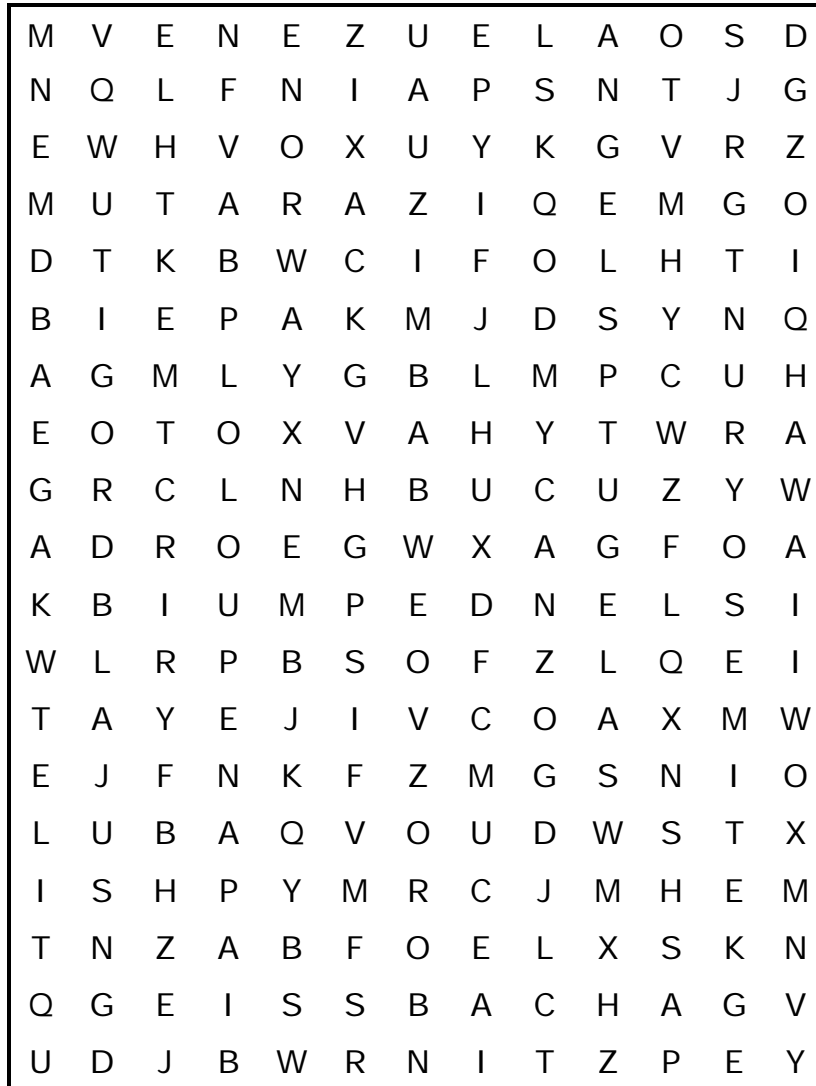 M V E N E Z U E L A O S D
N Q L F N I A P S N T J G
E W H V O X U Y K G V R Z
M U T A R A Z I Q E M G O
D T K B W C I F O L H T I
B I E P A K M J D S Y N Q
A G M L Y G B L M P C U H
E O T O X V A H Y T W R A
G R C L N H B U C U Z Y W
A D R O E G W X A G F O A
K B I U M P E D N E L S I
W L R P B S O F Z L Q E I
T A Y E J I V C O A X M W
E J F N K F Z M G S N I O
L U B A Q V O U D W S T X
I S H P Y M R C J M H E M
T N Z A B F O E L X S K N
Q G E I S S B A C H A G V
U D J B W R N I T Z P E Y